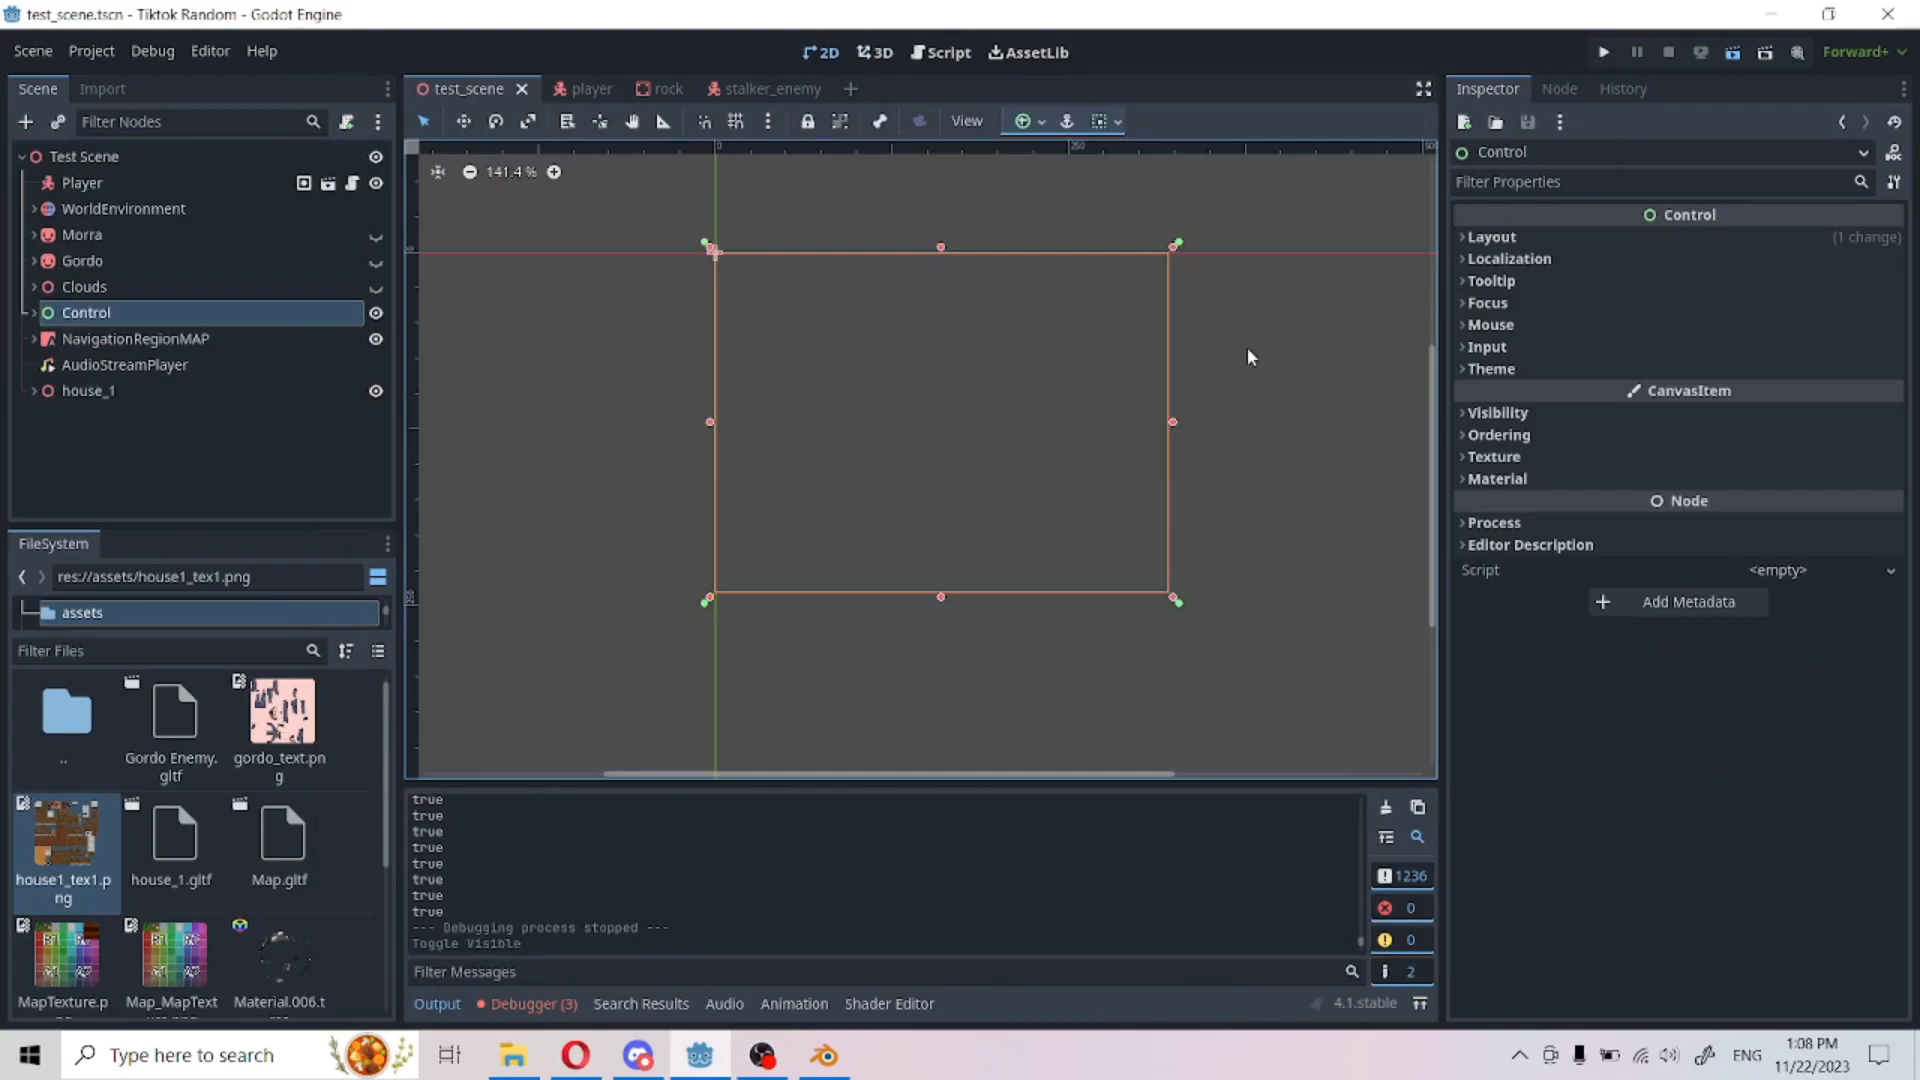 test_scene.tscn - Tiktok Random - Godot Engine
Scene Project Debug Editor Help
2D 3D Script AssetLib
Forward+
Scene Import
test_scene player rock stalker_enemy
Inspector Node History
Filter Nodes
View
Test Scene
Player
WorldEnvironment
Morra
Gordo
Clouds
Control
NavigationRegionMAP
AudioStreamPlayer
house_1
0 250 500
141.4 %
0
250
Control
Filter Properties
Control
Layout (1 change)
Localization
Tooltip
Focus
Mouse
Input
Theme
CanvasItem
Visibility
Ordering
Texture
Material
Node
Process
Editor Description
Script <empty>
Add Metadata
FileSystem
res://assets/house1_tex1.png
assets
Filter Files
..
Gordo Enemy.
gltf
gordo_text.pn
g
house1_tex1.p
ng
house_1.gltf
Map.gltf
MapTexture.p
Map_MapText
Material.006.t
true
true
true
true
true
true
true
true
--- Debugging process stopped ---
Toggle Visible
1236
0
0
2
Filter Messages
Output Debugger (3) Search Results Audio Animation Shader Editor
4.1.stable
Type here to search
ENG
1:08 PM
11/22/2023